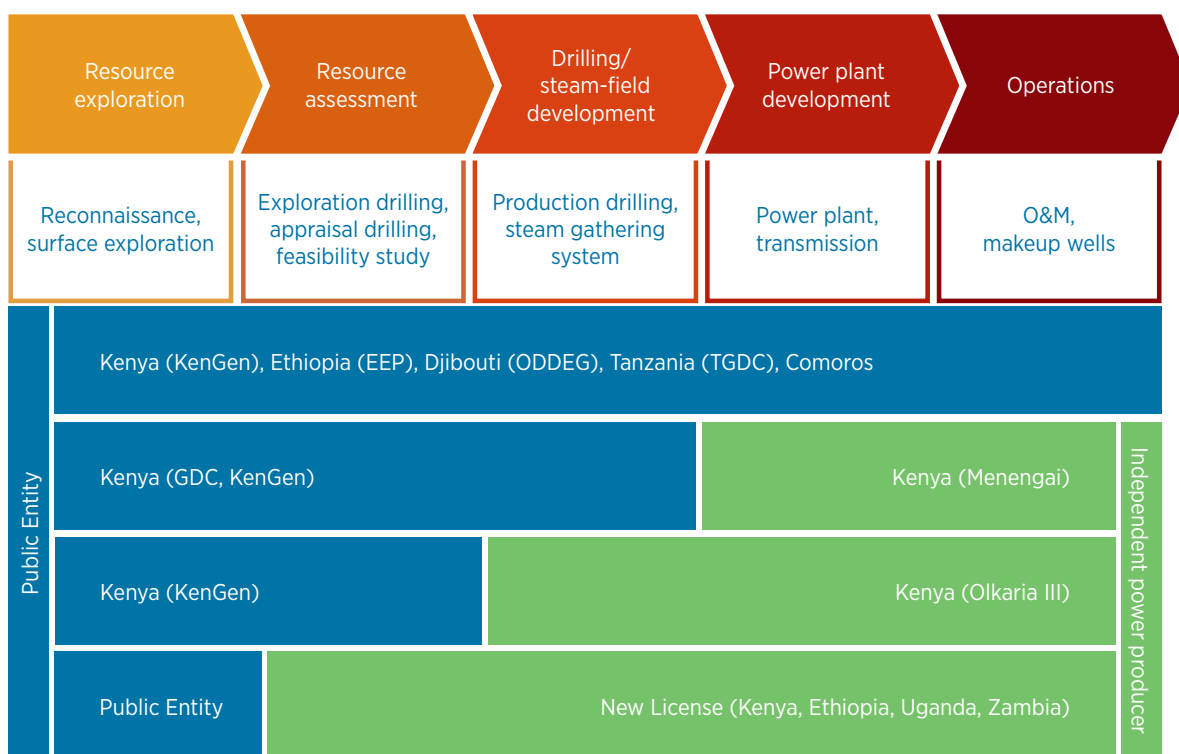 Resource
exploration
Resource
assessment
Drilling/
steam-field
development
Power plant
development
Operations
Reconnaissance,
surface exploration
Exploration drilling,
appraisal drilling,
feasibility study
Production drilling,
steam gathering
system
Power plant,
transmission
O&M,
makeup wells
Public Entity
Kenya (KenGen), Ethiopia (EEP), Djibouti (ODDEG), Tanzania (TGDC), Comoros
Kenya (GDC, KenGen)
Kenya (Menengai)
Kenya (KenGen)
Kenya (Olkaria III)
Public Entity
New License (Kenya, Ethiopia, Uganda, Zambia)
Independent power producer